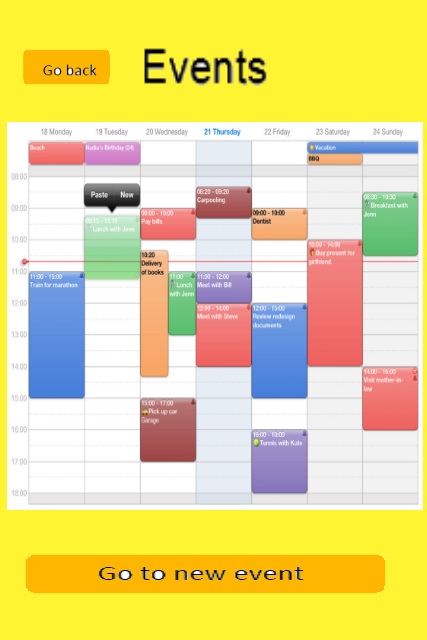 Go back
Events
18 Monday
19 Tuesday
20 Wednesday
21 Thursday
22 Friday
23 Saturday
24 Sunday
Beach
Nadia's Birthday (24)
Vacation
BBQ
08:00
09:00
10:00
11:00
12:00
13:00
14:00
15:00
16:00
17:00
18:00
Paste New
Lunch with Jenn
11:00 - 15:00
Train for marathon
09:00 - 10:00
Pay bills
10:20
Delivery
of books
11:00
Lunch
with Jenn
15:00 - 17:00
Pick up car
Garage
08:20 - 09:20
Carpooling
11:00 - 12:00
Meet with Bill
12:00 - 14:00
Meet with Steve
09:00 - 10:00
Dentist
12:00 - 15:00
Review redesign
documents
16:00 - 18:00
Tennis with Kate
10:00 - 14:00
Buy present for
girlfriend
08:30 - 10:30
Breakfast with
Jenn
14:00 - 16:00
Visit mother-in-
law
Go to new event